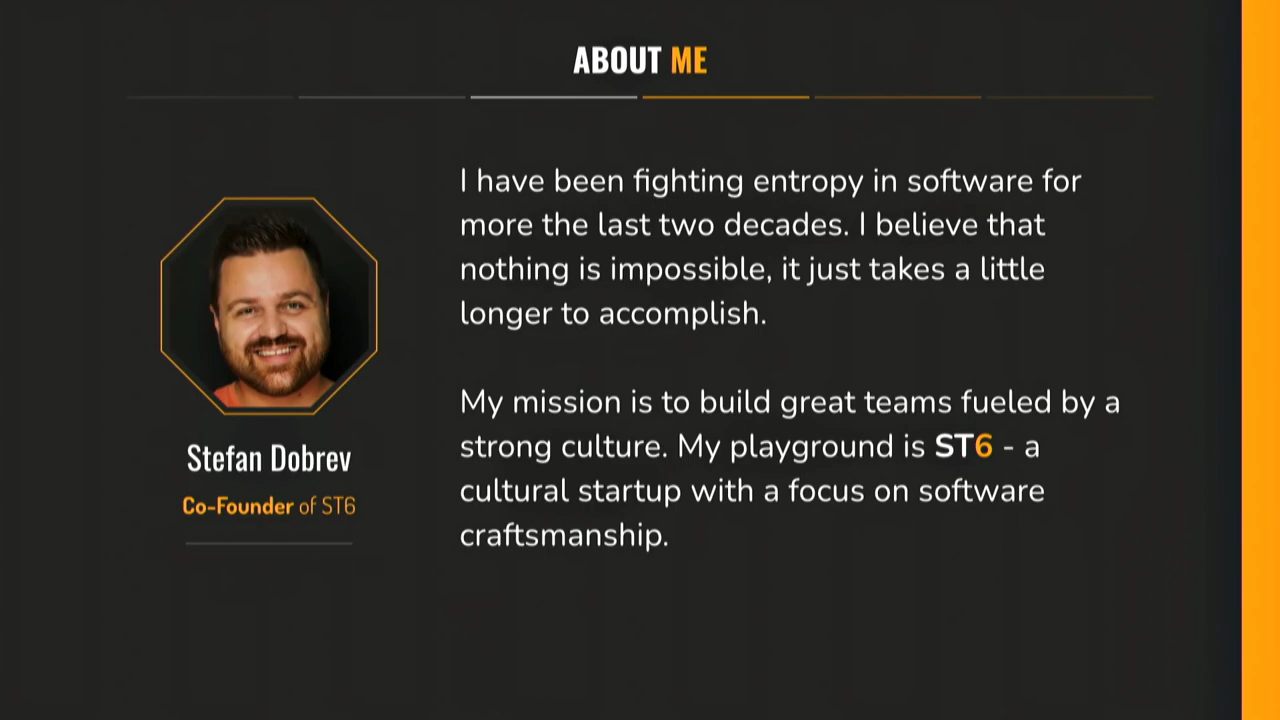 ABOUT ME
I have been fighting entropy in software for
more the last two decades. I believe that
nothing is impossible, it just takes a little
longer to accomplish.
My mission is to build great teams fueled by a
strong culture. My playground is ST6 - a
cultural startup with a focus on software
craftsmanship.
Stefan Dobrev
Co-Founder of ST6